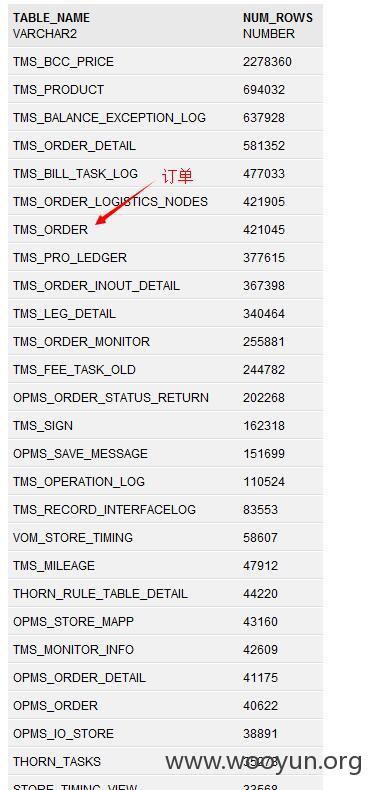 TABLE_NAME NUM_ROWS
VARCHAR2 NUMBER
TMS_BCC_PRICE 2278360
TMS_PRODUCT 694032
TMS_BALANCE_EXCEPTION_LOG 637928
TMS_ORDER_DETAIL 581352
TMS_BILL_TASK_LOG 477033
订单
TMS_ORDER_LOGISTICS_NODES 421905
TMS_ORDER 421045
TMS_PRO_LEDGER 377615
TMS_ORDER_INOUT_DETAIL 367398
TMS_LEG_DETAIL 340464
TMS_ORDER_MONITOR 255881
TMS_FEE_TASK_OLD 244782
OPMS_ORDER_STATUS_RETURN 202268
TMS_SIGN 162318
OPMS_SAVE_MESSAGE 151699
TMS_OPERATION_LOG 110524
TMS_RECORD_INTERFACELOG 83553
VOM_STORE_TIMING 58607
TMS_MILEAGE 47912
THORN_RULE_TABLE_DETAIL 44220
OPMS_STORE_MAPP 43160
TMS_MONITOR_INFO 42609
OPMS_ORDER_DETAIL 41175
OPMS_ORDER 40622
OPMS_IO_STORE 38891
THORN_TASKS
www.wooyun.org
STORE_TIMING_VIEW 33568